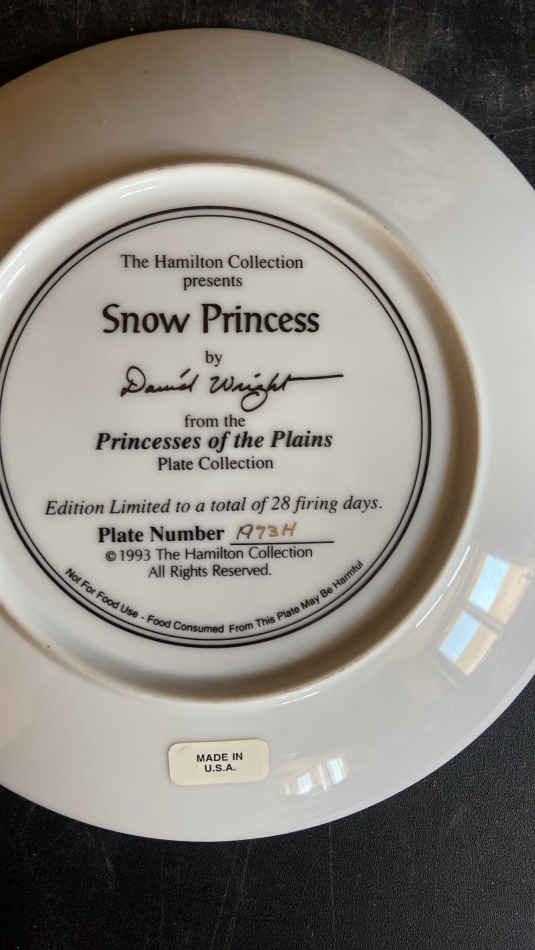 The Hamilton Collection
presents
Snow Princess
by
David Wright
from the
Princesses of the Plains
Plate Collection
Edition Limited to a total of 28 firing days.
Plate Number 1973H
©1993 The Hamilton Collection
All Rights Reserved.
Not For Food Use - Food Consumed From This Plate May Be Harmful
MADE IN
U.S.A.